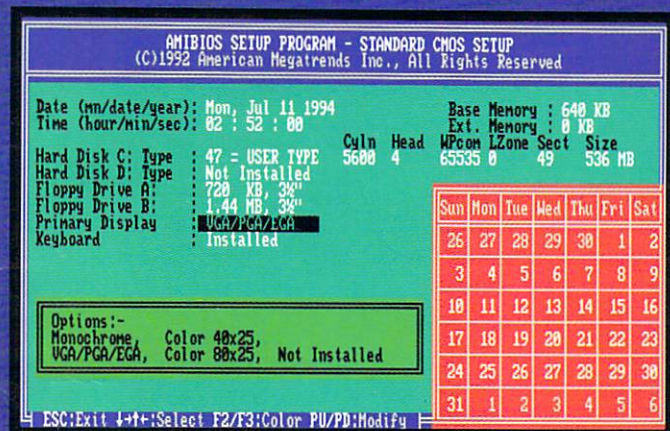 AMIBIOS SETUP PROGRAM - STANDARD CMOS SETUP
(C)1992 American Megatrends Inc., All Rights Reserved
Date (mn/date/year): Mon, Jul 11 1994
Base Memory : 640 KB
Time (hour/min/sec): 02 : 52 : 00
Ext. Memory : 0 KB
Cyln Head WPcom LZone Sect Size
Hard Disk C: Type : 47 = USER TYPE 5600 4 65535 0 49 536 MB
Hard Disk D: Type : Not Installed
Floppy Drive A: : 720 KB, 3½"
Floppy Drive B: : 1.44 MB, 3½"
Primary Display : VGA/PGA/EGA
Keyboard : Installed
Sun Mon Tue Wed Thu Fri Sat
26 27 28 29 30 1 2
3 4 5 6 7 8 9
10 11 12 13 14 15 16
17 18 19 20 21 22 23
24 25 26 27 28 29 30
31 1 2 3 4 5 6
Options:-
Monochrome, Color 40x25,
VGA/PGA/EGA, Color 80x25, Not Installed
ESC:Exit ↓→↑←:Select F2/F3:Color PU/PD:Modify